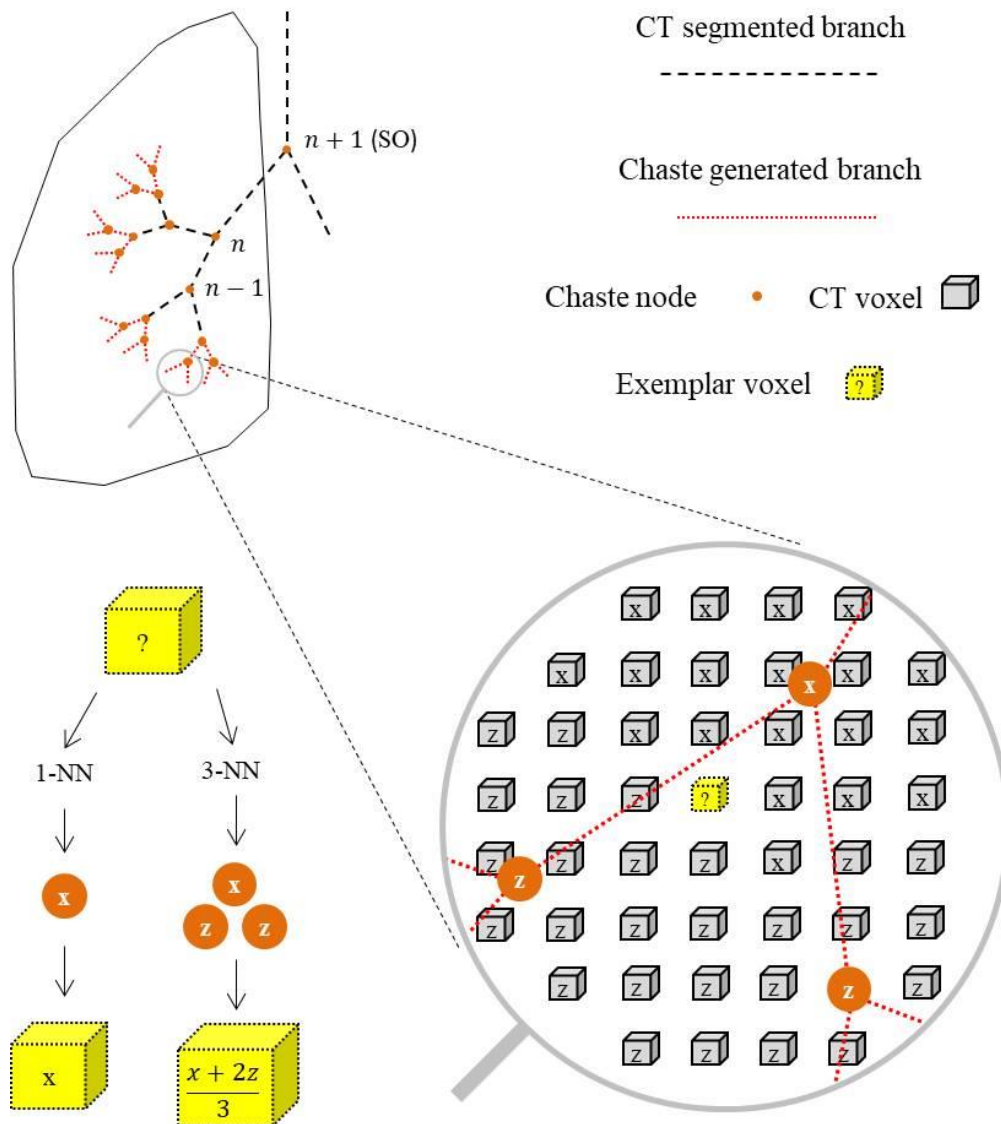 CT segmented branch
n + 1 (SO)
Chaste generated branch
n
n − 1
Chaste node
CT voxel
Exemplar voxel
?
?
1-NN
3-NN
x
x
z z
x
x + 2z
3
x x x x
x x x x x x x
z z x x x x x
z z z ? x x x
z z z z z x z z
z z z z z z z
z z z z z z
z z z z